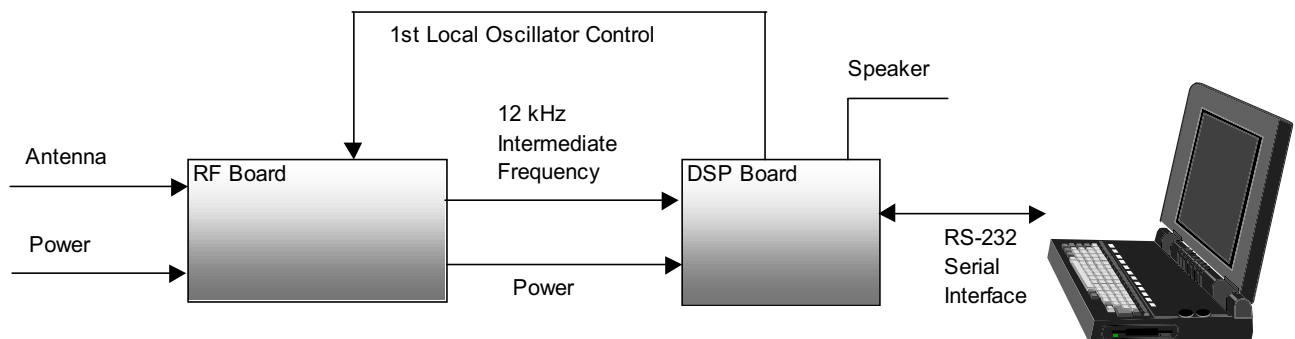 1st Local Oscillator Control
Speaker
12 kHz
Intermediate
Frequency
Antenna
RF Board
DSP Board
Power
Power
RS-232
Serial
Interface